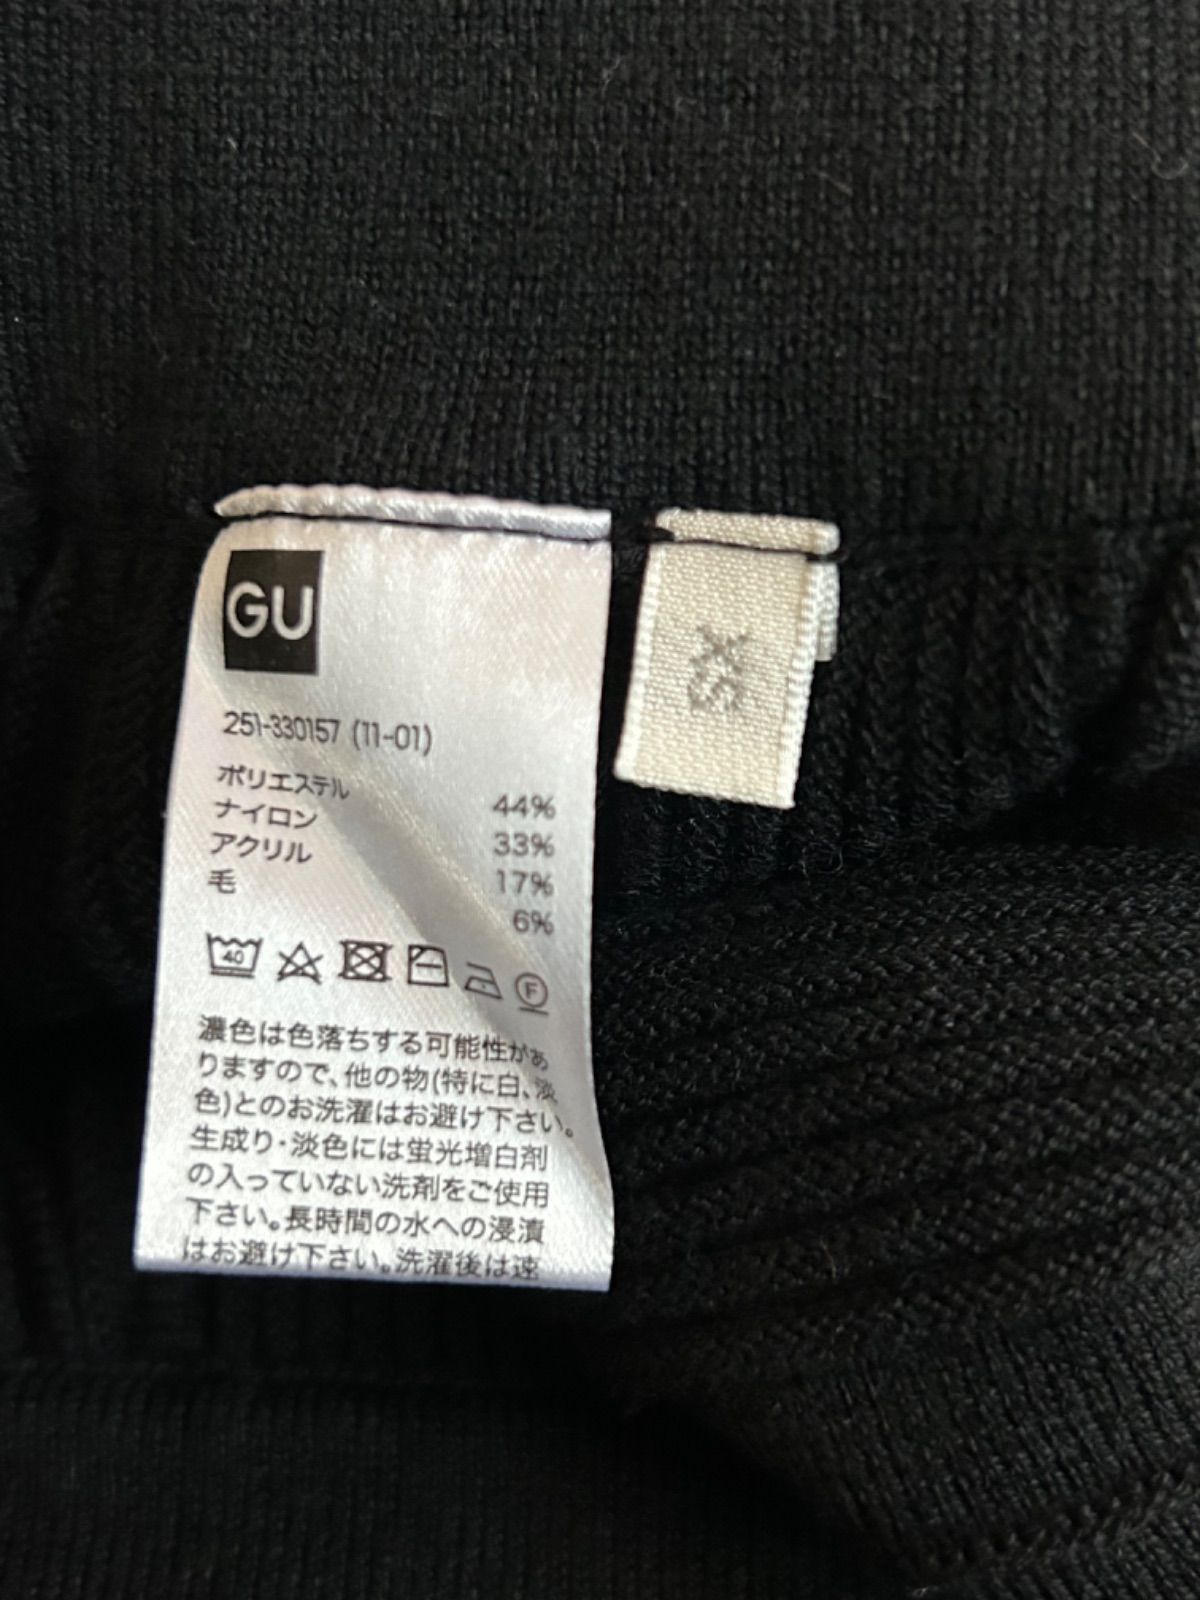 GU
XS
251-330157 (11-01)
ポリエステル 44%
ナイロン 33%
アクリル 17%
毛 6%
40
F
濃色は色落ちする可能性があ
りますので、他の物(特に白、淡
色)とのお洗濯はお避け下さい。
生成り・淡色には蛍光増白剤
の入っていない洗剤をご使用
下さい。長時間の水への浸漬
はお避け下さい。洗濯後は速